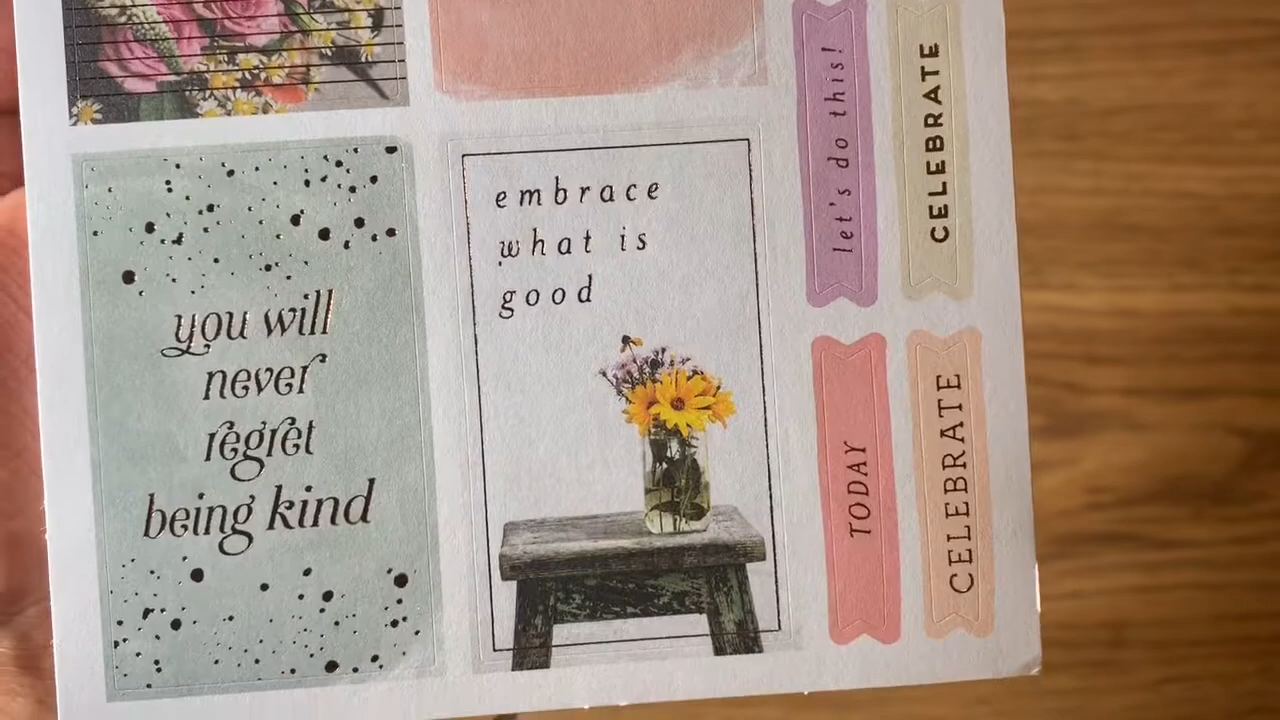 you will
never
regret
being kind
embrace
what is
good
let's do this!
CELEBRATE
TODAY
CELEBRATE